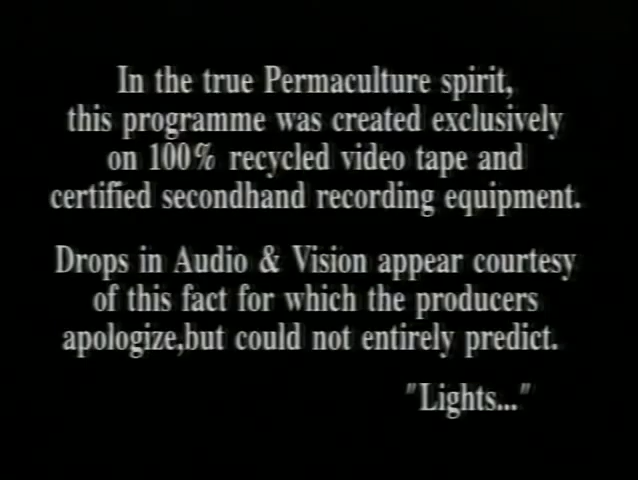 In the true Permaculture spirit,
this programme was created exclusively
on 100% recycled video tape and
certified secondhand recording equipment.
Drops in Audio & Vision appear courtesy
of this fact for which the producers
apologize,but could not entirely predict.
"Lights..."